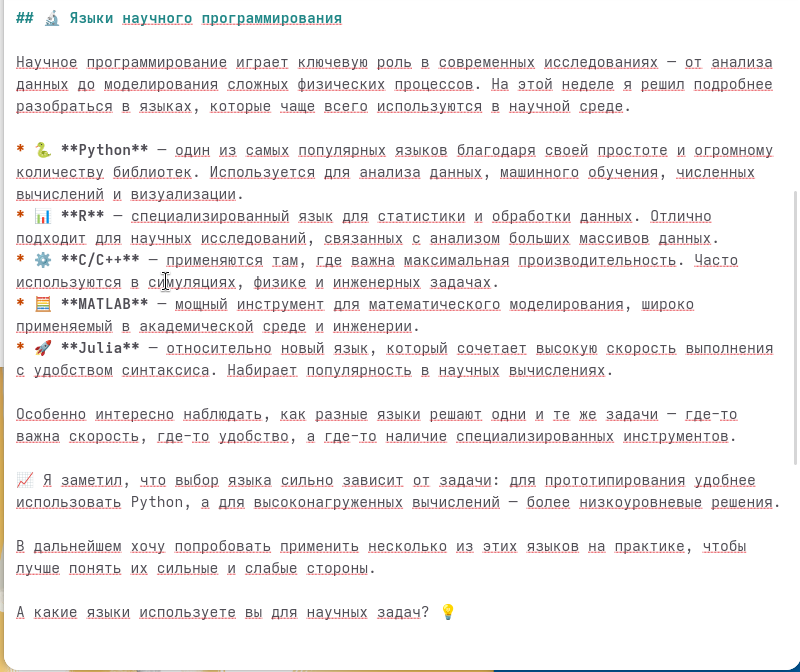 ## 🔬 Языки научного программирования
Научное программирование играет ключевую роль в современных исследованиях — от анализа
данных до моделирования сложных физических процессов. На этой неделе я решил подробнее
разобраться в языках, которые чаще всего используются в научной среде.
* 🐍 **Python** — один из самых популярных языков благодаря своей простоте и огромному
количеству библиотек. Используется для анализа данных, машинного обучения, численных
вычислений и визуализации.
* 📊 **R** — специализированный язык для статистики и обработки данных. Отлично
подходит для научных исследований, связанных с анализом больших массивов данных.
* ⚙️ **C/C++** — применяются там, где важна максимальная производительность. Часто
используются в симуляциях, физике и инженерных задачах.
* 🧮 **MATLAB** — мощный инструмент для математического моделирования, широко
применяемый в академической среде и инженерии.
* 🚀 **Julia** — относительно новый язык, который сочетает высокую скорость выполнения
с удобством синтаксиса. Набирает популярность в научных вычислениях.
Особенно интересно наблюдать, как разные языки решают одни и те же задачи — где-то
важна скорость, где-то удобство, а где-то наличие специализированных инструментов.
📈 Я заметил, что выбор языка сильно зависит от задачи: для прототипирования удобнее
использовать Python, а для высоконагруженных вычислений — более низкоуровневые решения.
В дальнейшем хочу попробовать применить несколько из этих языков на практике, чтобы
лучше понять их сильные и слабые стороны.
А какие языки используете вы для научных задач? 💡